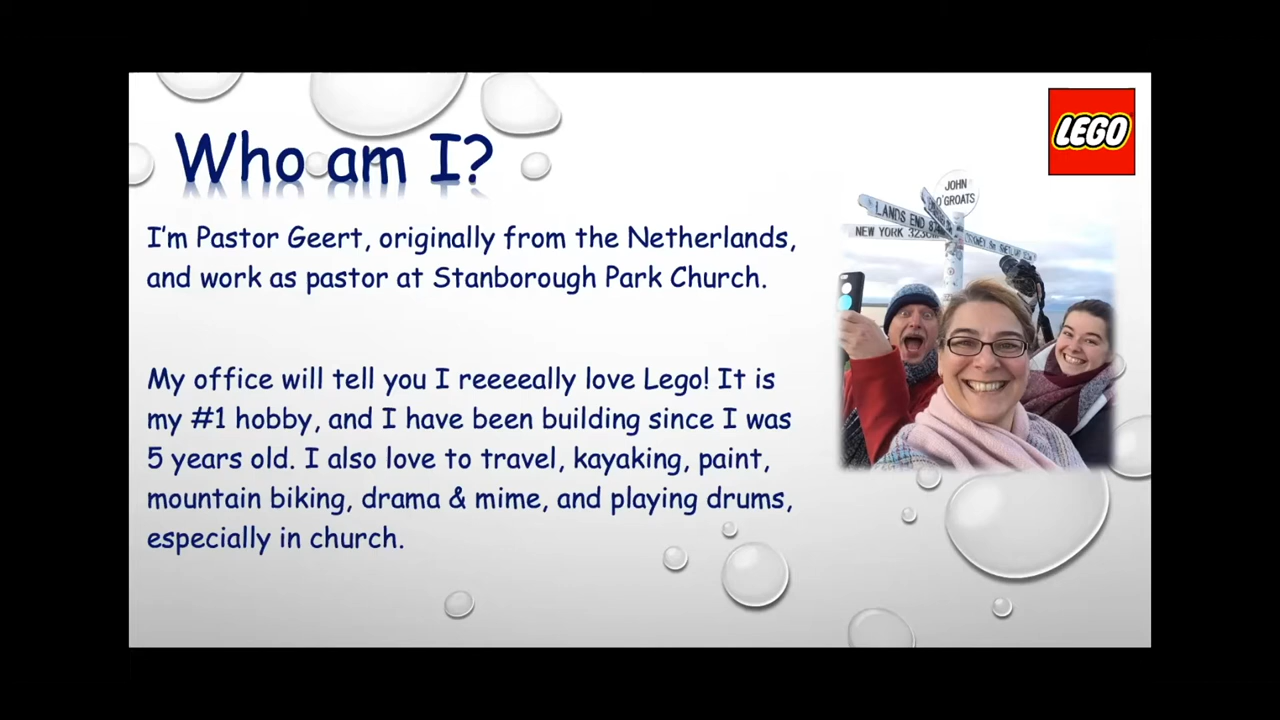 LEGO
Who am I?
I'm Pastor Geert, originally from the Netherlands,
and work as pastor at Stanborough Park Church.
My office will tell you I reeeeally love Lego! It is
my #1 hobby, and I have been building since I was
5 years old. I also love to travel, kayaking, paint,
mountain biking, drama & mime, and playing drums,
especially in church.
JOHN
O'GROATS
LANDS END
NEW YORK